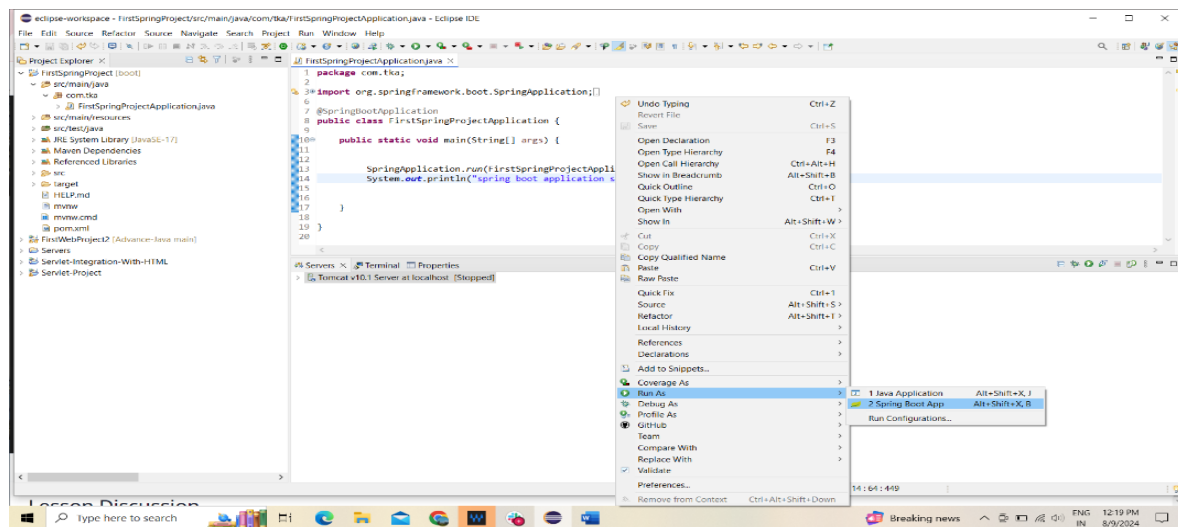 eclipse-workspace - FirstSpringProject/src/main/java/com/tka/FirstSpringProjectApplication.java - Eclipse IDE
File Edit Source Refactor Source Navigate Search Project Run Window Help
Project Explorer
FirstSpringProject [boot]
src/main/java
com.tka
FirstSpringProjectApplication.java
src/main/resources
src/test/java
JRE System Library [JavaSE-17]
Maven Dependencies
Referenced Libraries
src
target
HELP.md
mvnw
mvnw.cmd
pom.xml
FirstWebProject2 [Advance-Java main]
Servers
Servlet-Integration-With-HTML
Servlet-Project
FirstSpringProjectApplication.java
1 package com.tka;
2
3 import org.springframework.boot.SpringApplication;
6
7 @SpringBootApplication
8 public class FirstSpringProjectApplication {
9
10 public static void main(String[] args) {
11
12
13 SpringApplication.run(FirstSpringProjectAppli
14 System.out.println("spring boot application s
15
16
17 }
18
19 }
20
Servers Terminal Properties
Tomcat v10.1 Server at localhost [Stopped]
Undo Typing Ctrl+Z
Revert File
Save Ctrl+S
Open Declaration F3
Open Type Hierarchy F4
Open Call Hierarchy Ctrl+Alt+H
Show in Breadcrumb Alt+Shift+B
Quick Outline Ctrl+O
Quick Type Hierarchy Ctrl+T
Open With
Show In Alt+Shift+W
Cut Ctrl+X
Copy Ctrl+C
Copy Qualified Name
Paste Ctrl+V
Raw Paste
Quick Fix Ctrl+1
Source Alt+Shift+S
Refactor Alt+Shift+T
Local History
References
Declarations
Add to Snippets...
Coverage As
Run As
Debug As
Profile As
GitHub
Team
Compare With
Replace With
Validate
Preferences...
Remove from Context Ctrl+Alt+Shift+Down
1 Java Application Alt+Shift+X, J
2 Spring Boot App Alt+Shift+X, B
Run Configurations...
14 : 64 : 449
Lesson Discussion
Type here to search
Breaking news
ENG
IN
12:19 PM
8/9/2024